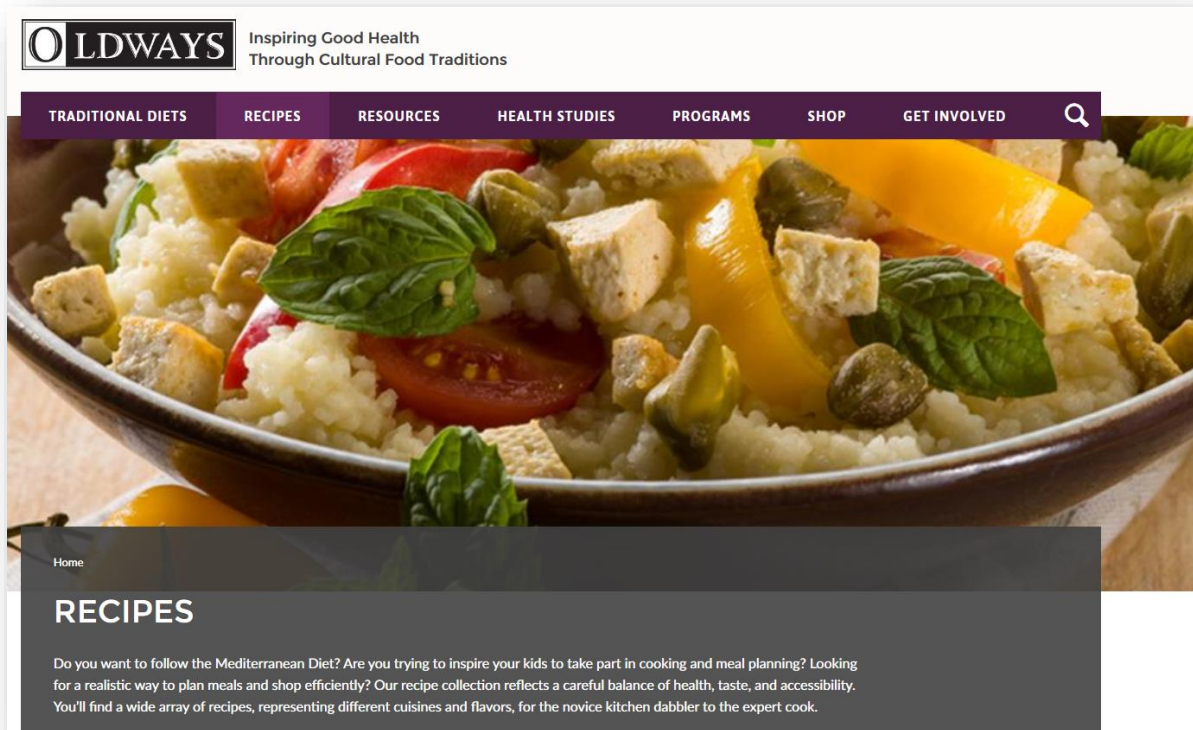 OLDWAYS
Inspiring Good Health
Through Cultural Food Traditions
TRADITIONAL DIETS RECIPES RESOURCES HEALTH STUDIES PROGRAMS SHOP GET INVOLVED
Home
RECIPES
Do you want to follow the Mediterranean Diet? Are you trying to inspire your kids to take part in cooking and meal planning? Looking
for a realistic way to plan meals and shop efficiently? Our recipe collection reflects a careful balance of health, taste, and accessibility.
You'll find a wide array of recipes, representing different cuisines and flavors, for the novice kitchen dabbler to the expert cook.